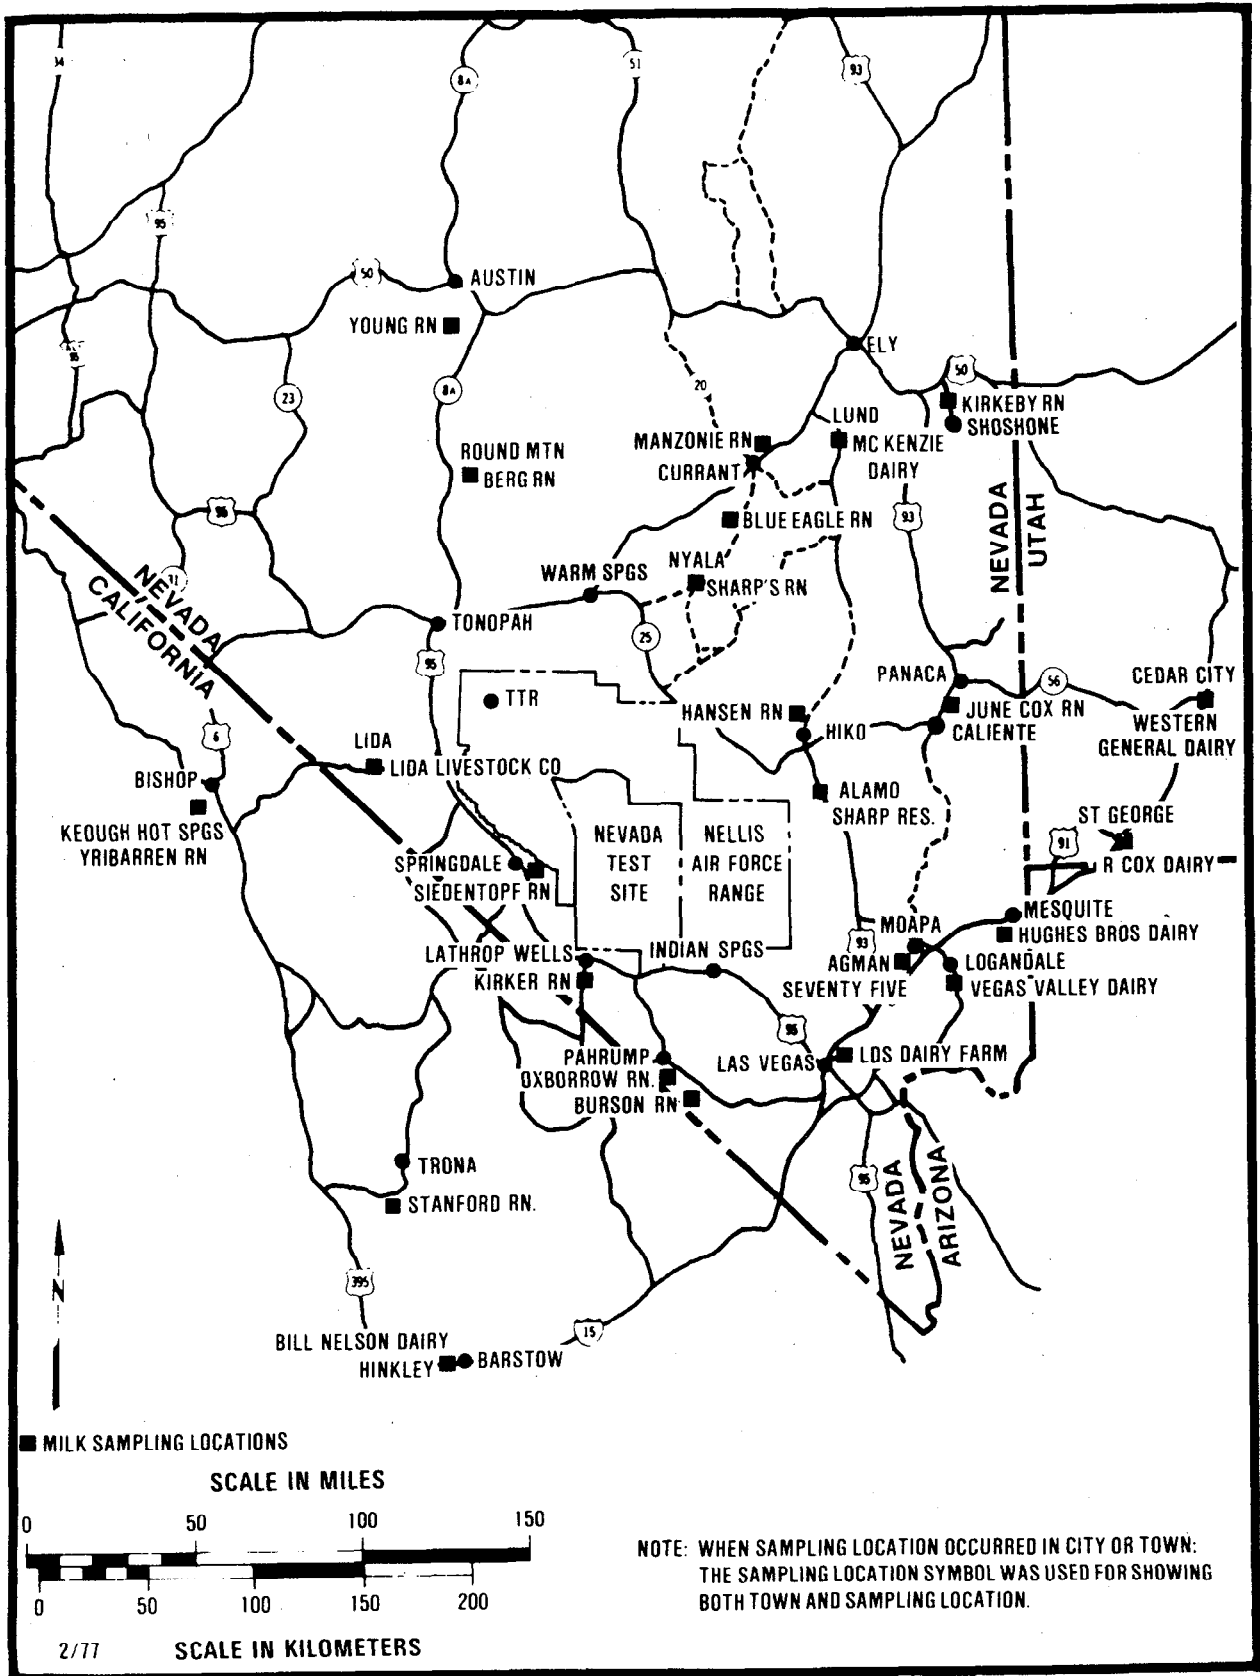 34
8A
51
93
95
50
AUSTIN
YOUNG RN
ELY
95
20
50
23
8A
KIRKEBY RN
SHOSHONE
LUND
MANZONIE RN
MC KENZIE
DAIRY
CURRANT
ROUND MTN
BERG RN
95
BLUE EAGLE RN
93
NEVADA
UTAH
NYALA
SHARP'S RN
WARM SPGS
31
NEVADA
CALIFORNIA
TONOPAH
25
95
PANACA
56
CEDAR CITY
WESTERN
GENERAL DAIRY
TTR
HANSEN RN
JUNE COX RN
CALIENTE
HIKO
6
LIDA
LIDA LIVESTOCK CO
BISHOP
KEOUGH HOT SPGS
YRIBARREN RN
ALAMO
SHARP RES.
ST GEORGE
91
R COX DAIRY
NEVADA
TEST
SITE
NELLIS
AIR FORCE
RANGE
SPRINGDALE
SIEDENTOPF RN
MESQUITE
HUGHES BROS DAIRY
MOAPA
93
LATHROP WELLS
KIRKER RN
INDIAN SPGS
AGMAN
SEVENTY FIVE
LOGANDALE
VEGAS VALLEY DAIRY
95
PAHRUMP
OXBORROW RN.
BURSON RN
LAS VEGAS
LDS DAIRY FARM
TRONA
STANFORD RN.
95
NEVADA
ARIZONA
N
395
15
BILL NELSON DAIRY
HINKLEY
BARSTOW
MILK SAMPLING LOCATIONS
SCALE IN MILES
0 50 100 150
0 50 100 150 200
2/77 SCALE IN KILOMETERS
NOTE: WHEN SAMPLING LOCATION OCCURRED IN CITY OR TOWN:
THE SAMPLING LOCATION SYMBOL WAS USED FOR SHOWING
BOTH TOWN AND SAMPLING LOCATION.